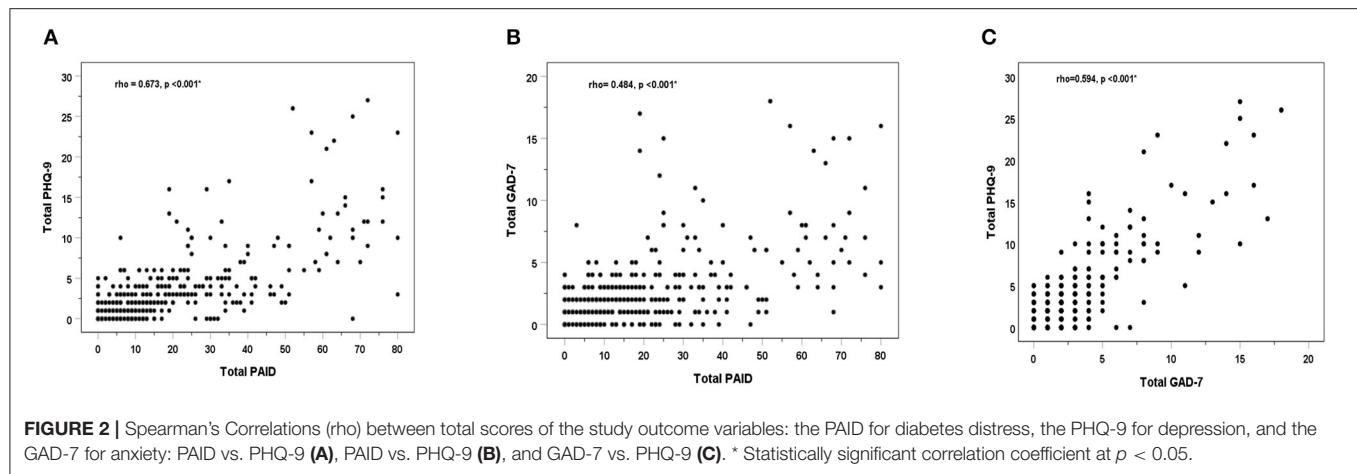 A
B
C
rho = 0.673, p <0.001*
Total PHQ-9
30
25
20
15
10
5
0
0 10 20 30 40 50 60 70 80
Total PAID
rho= 0.484, p <0.001*
Total GAD-7
20
15
10
5
0
0 10 20 30 40 50 60 70 80
Total PAID
rho=0.594, p <0.001*
Total PHQ-9
30
25
20
15
10
5
0
0 5 10 15 20
Total GAD-7
FIGURE 2 | Spearman's Correlations (rho) between total scores of the study outcome variables: the PAID for diabetes distress, the PHQ-9 for depression, and the
GAD-7 for anxiety: PAID vs. PHQ-9 (A), PAID vs. PHQ-9 (B), and GAD-7 vs. PHQ-9 (C). * Statistically significant correlation coefficient at p < 0.05.